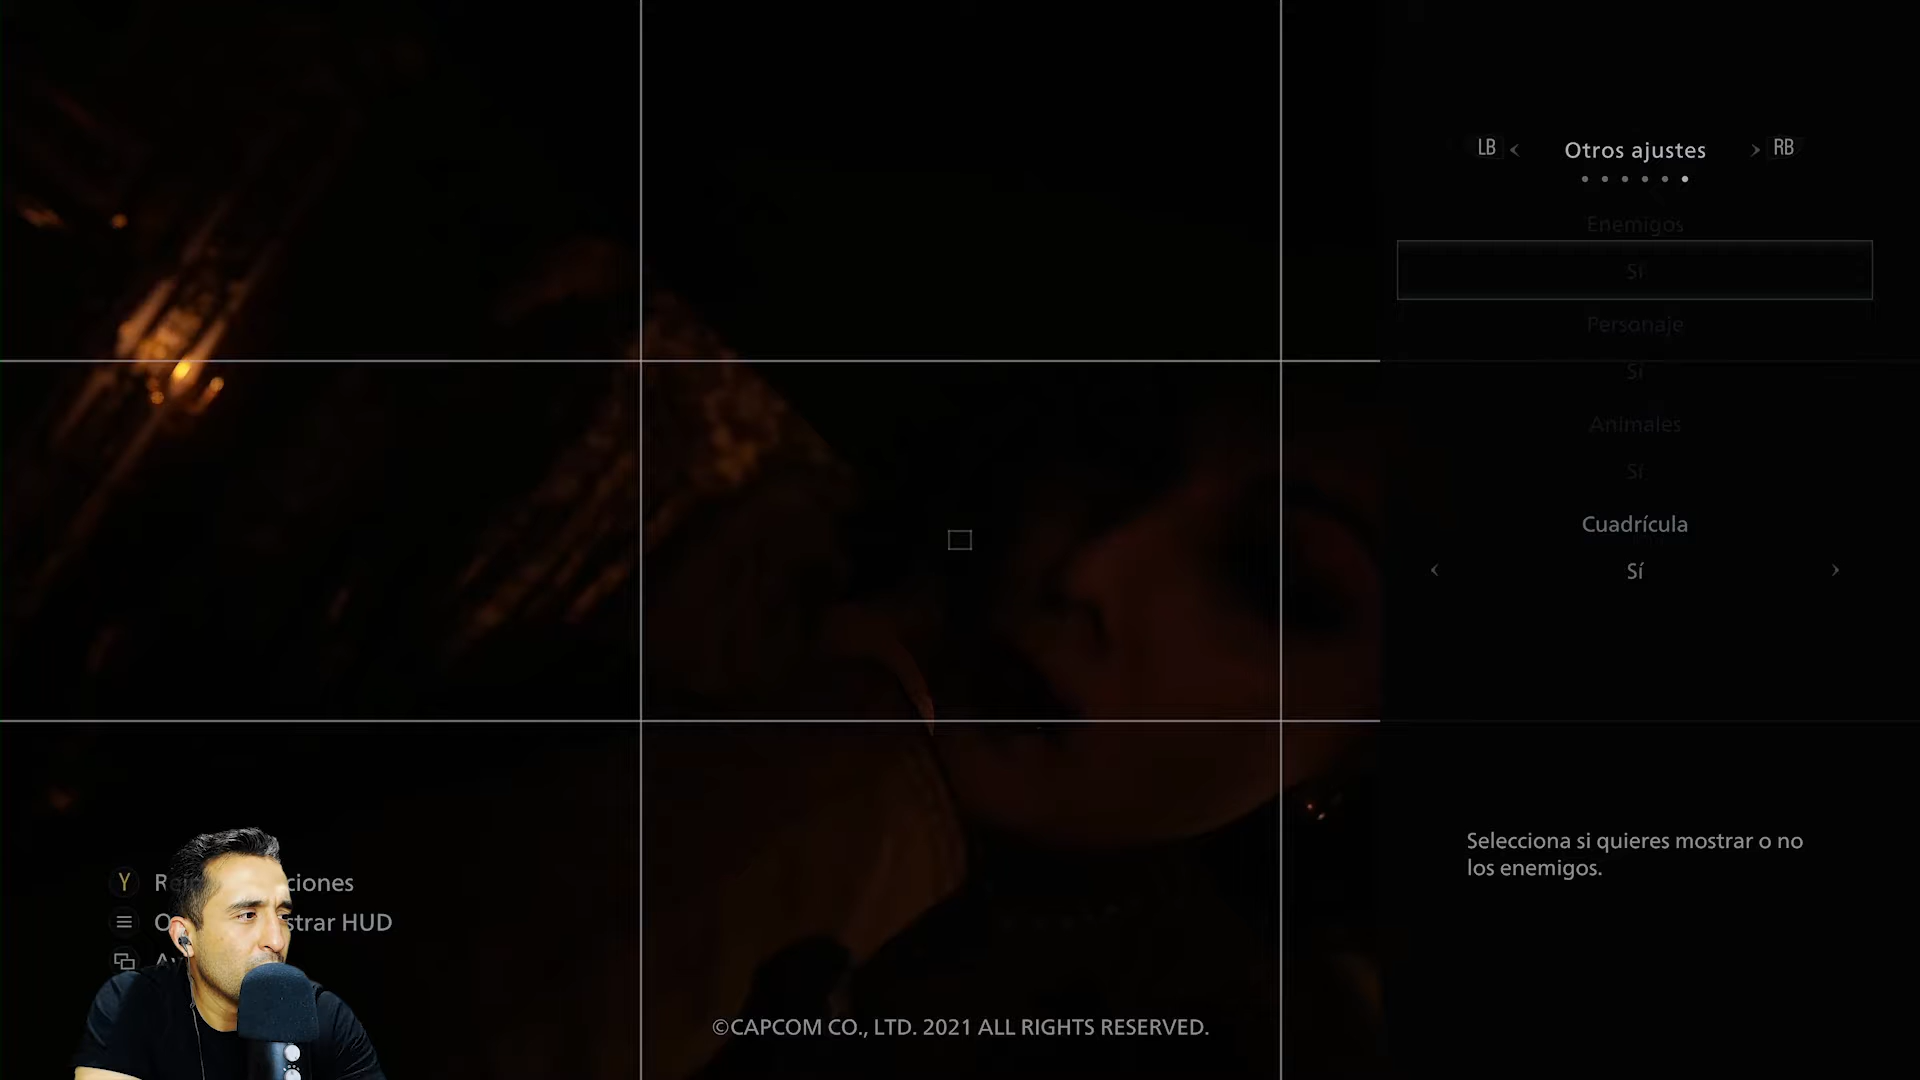 LB Otros ajustes RB
Enemigos
Sí
Personaje
Sí
Animales
Sí
Cuadrícula
Sí
Selecciona si quieres mostrar o no
los enemigos.
Y ciones
strar HUD
©CAPCOM CO., LTD. 2021 ALL RIGHTS RESERVED.